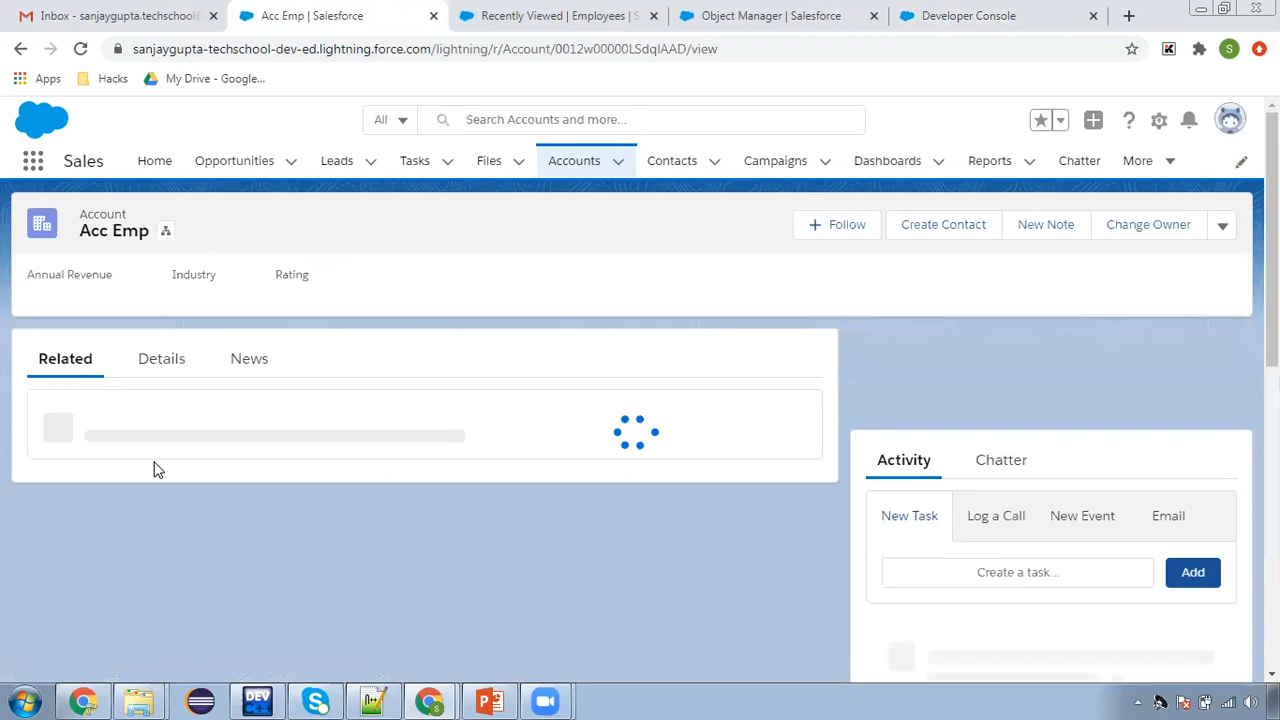 Inbox - sanjaygupta.techschool@
Acc Emp | Salesforce
Recently Viewed | Employees | S
Object Manager | Salesforce
Developer Console
sanjaygupta-techschool-dev-ed.lightning.force.com/lightning/r/Account/0012w00000LSdqIAAD/view
S
Apps
Hacks
My Drive - Google...
All
Search Accounts and more...
Sales
Home
Opportunities
Leads
Tasks
Files
Accounts
Contacts
Campaigns
Dashboards
Reports
Chatter
More
Account
Acc Emp
Follow
Create Contact
New Note
Change Owner
Annual Revenue
Industry
Rating
Related
Details
News
Activity
Chatter
New Task
Log a Call
New Event
Email
Create a task...
Add
DEV
C++